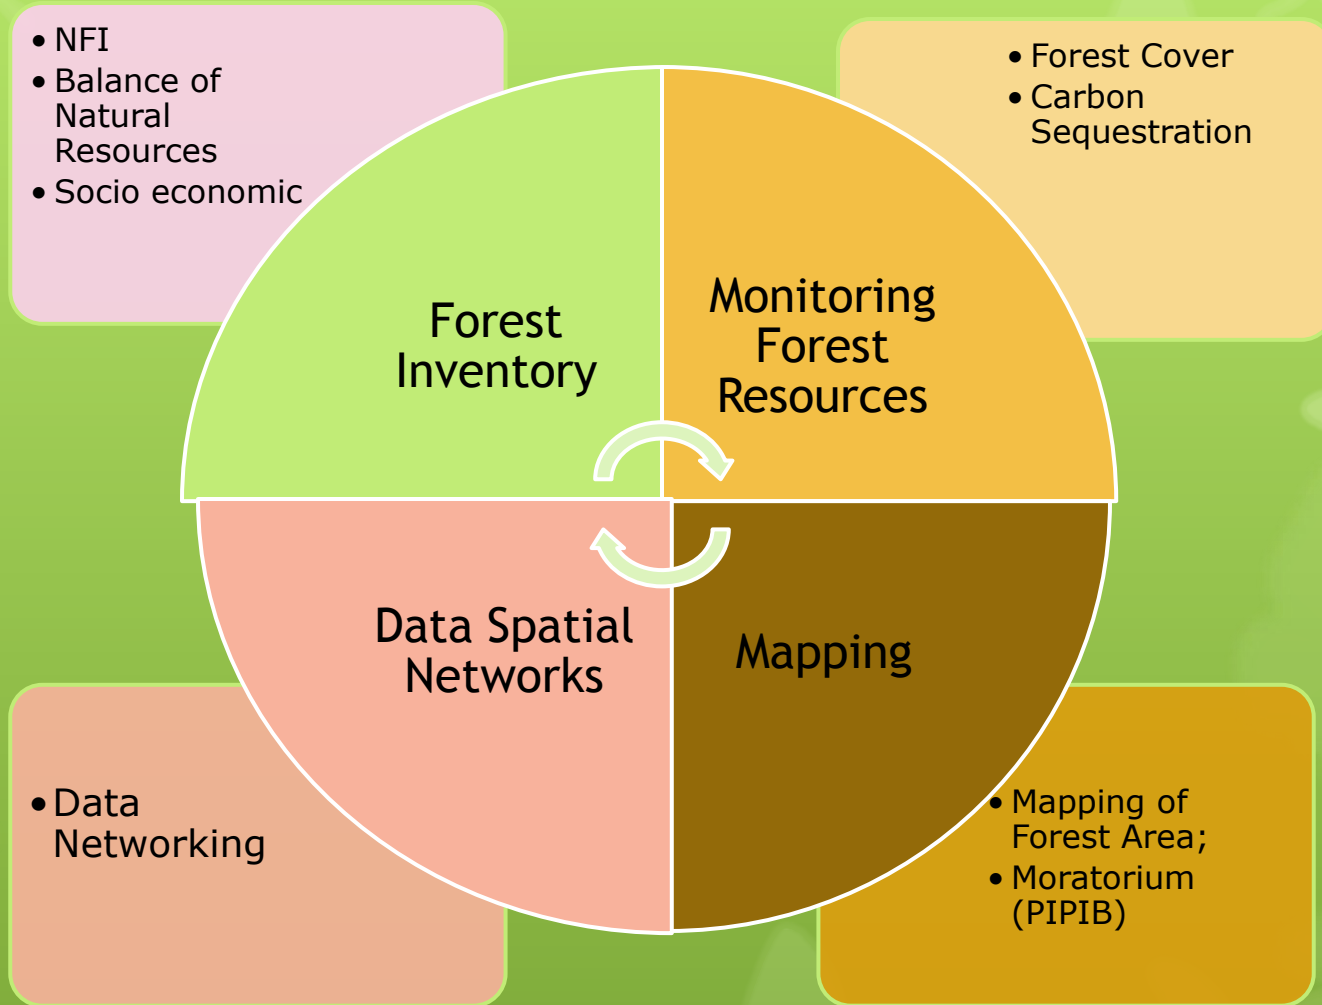 • NFI
• Balance of
Natural
Resources
• Socio economic
• Forest Cover
• Carbon
Sequestration
Forest
Inventory
Monitoring
Forest
Resources
Data Spatial
Networks
Mapping
• Data
Networking
• Mapping of
Forest Area;
• Moratorium
(PIPIB)